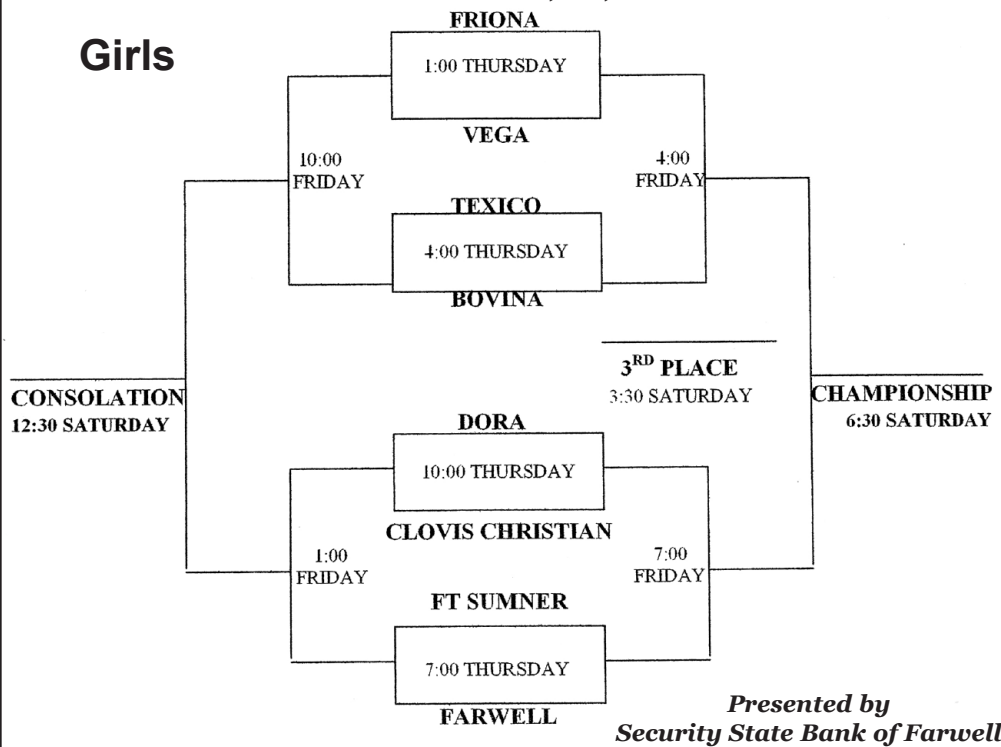 Girls
FRIONA
1:00 THURSDAY
VEGA
10:00
FRIDAY
4:00
FRIDAY
TEXICO
4:00 THURSDAY
BOVINA
3RD PLACE
3:30 SATURDAY
CONSOLATION
12:30 SATURDAY
CHAMPIONSHIP
6:30 SATURDAY
DORA
10:00 THURSDAY
CLOVIS CHRISTIAN
1:00
FRIDAY
7:00
FRIDAY
FT SUMNER
7:00 THURSDAY
FARWELL
Presented by
Security State Bank of Farwell